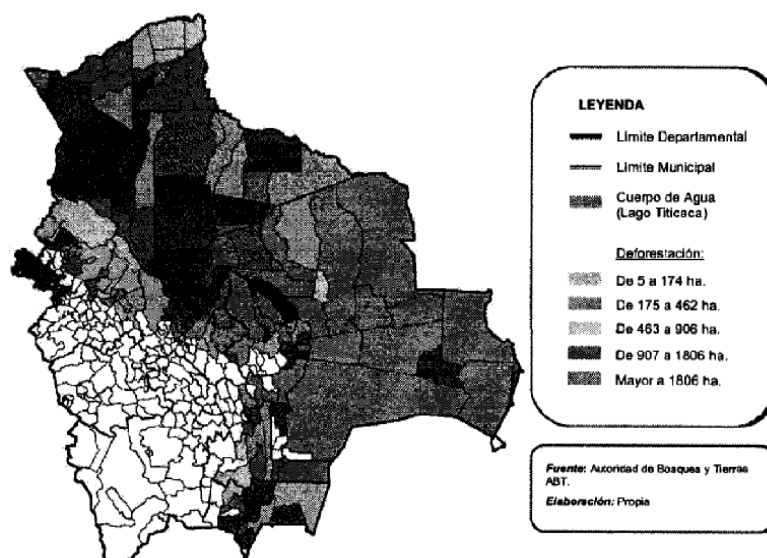 LEYENDA
Límite Departamental
Límite Municipal
Cuerpo de Agua
(Lago Titicaca)
Deforestación:
De 5 a 174 ha.
De 175 a 462 ha.
De 463 a 906 ha.
De 907 a 1806 ha.
Mayor a 1806 ha.
Fuente: Autoridad de Bosques y Tierras
ABT.
Elaboración: Propia